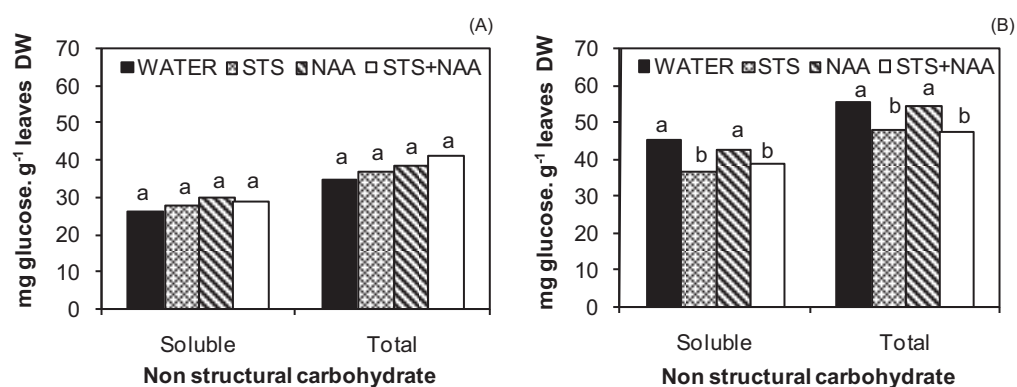 (A)
mg glucose. g-1 leaves DW
70
60
50
40
30
20
10
0
WATER STS NAA STS+NAA
a a a a
a a a a
Soluble Total
Non structural carbohydrate
(B)
mg glucose. g-1 leaves DW
70
60
50
40
30
20
10
0
WATER STS NAA STS+NAA
a b a b
a b a b
Soluble Total
Non structural carbohydrate